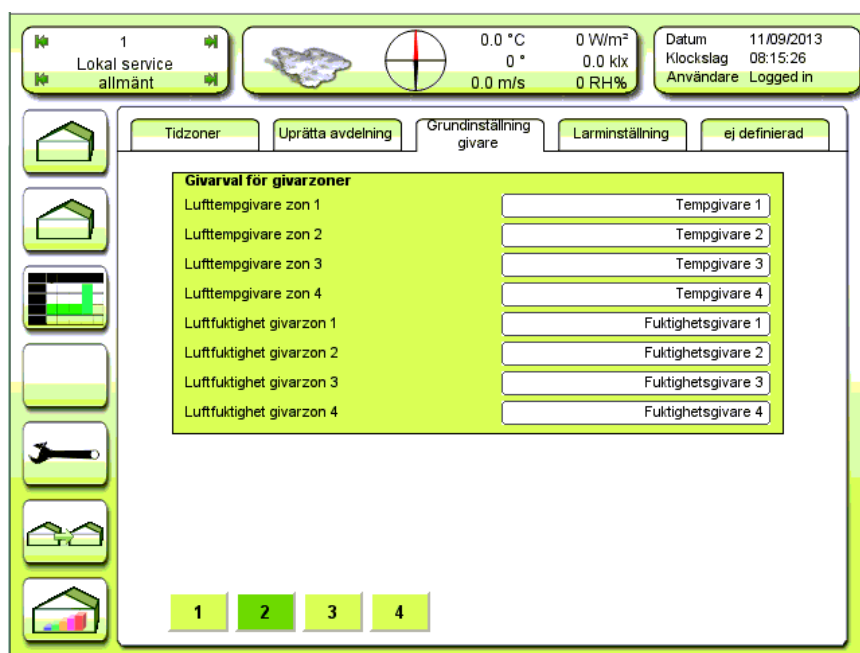 1
Lokal service
allmänt
0.0 °C 0 W/m²
0 ° 0.0 klx
0.0 m/s 0 RH%
Datum 11/09/2013
Klockslag 08:15:26
Användare Logged in
Tidzoner
Uprätta avdelning
Grundinställning
givare
Larminställning
ej definierad
Givarval för givarzoner
Lufttempgivare zon 1 Tempgivare 1
Lufttempgivare zon 2 Tempgivare 2
Lufttempgivare zon 3 Tempgivare 3
Lufttempgivare zon 4 Tempgivare 4
Luftfuktighet givarzon 1 Fuktighetsgivare 1
Luftfuktighet givarzon 2 Fuktighetsgivare 2
Luftfuktighet givarzon 3 Fuktighetsgivare 3
Luftfuktighet givarzon 4 Fuktighetsgivare 4
1 2 3 4